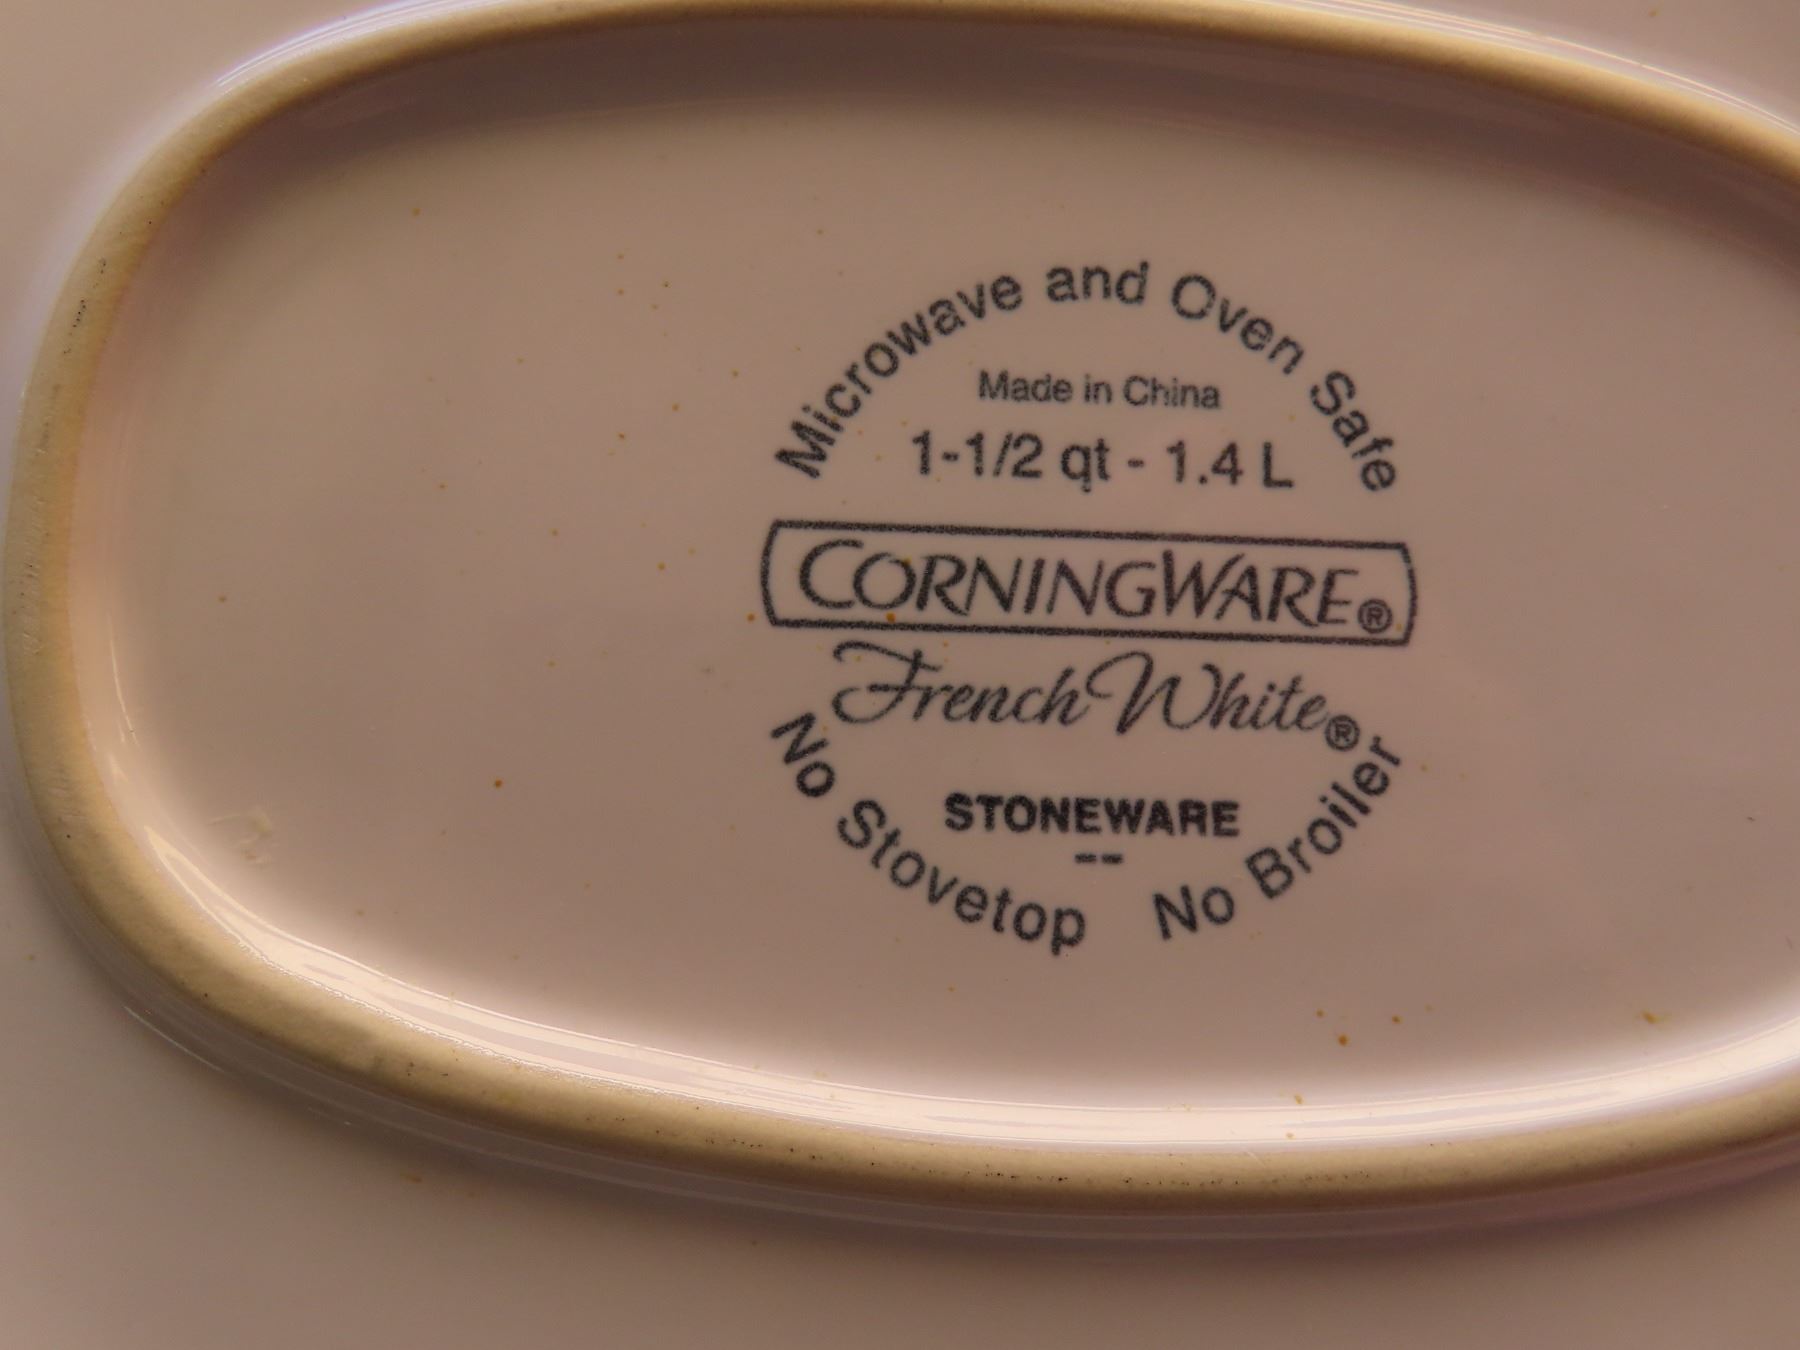 Microwave and Oven Safe
Made in China
1-1/2 qt - 1.4 L
CORNINGWARE®
French White®
STONEWARE
--
No Stovetop No Broiler